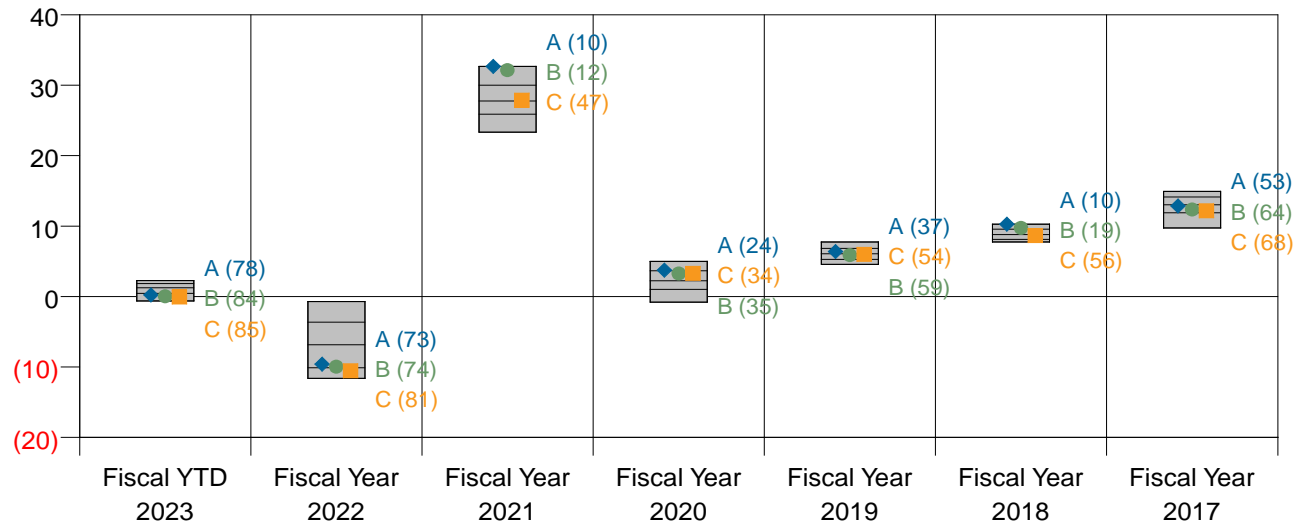 40
30
20
10
0
(10)
(20)
A (78)
B (84)
C (85)
A (73)
B (74)
C (81)
A (10)
B (12)
C (47)
A (24)
C (34)
B (35)
A (37)
C (54)
B (59)
A (10)
B (19)
C (56)
A (53)
B (64)
C (68)
Fiscal YTD
2023
Fiscal Year
2022
Fiscal Year
2021
Fiscal Year
2020
Fiscal Year
2019
Fiscal Year
2018
Fiscal Year
2017